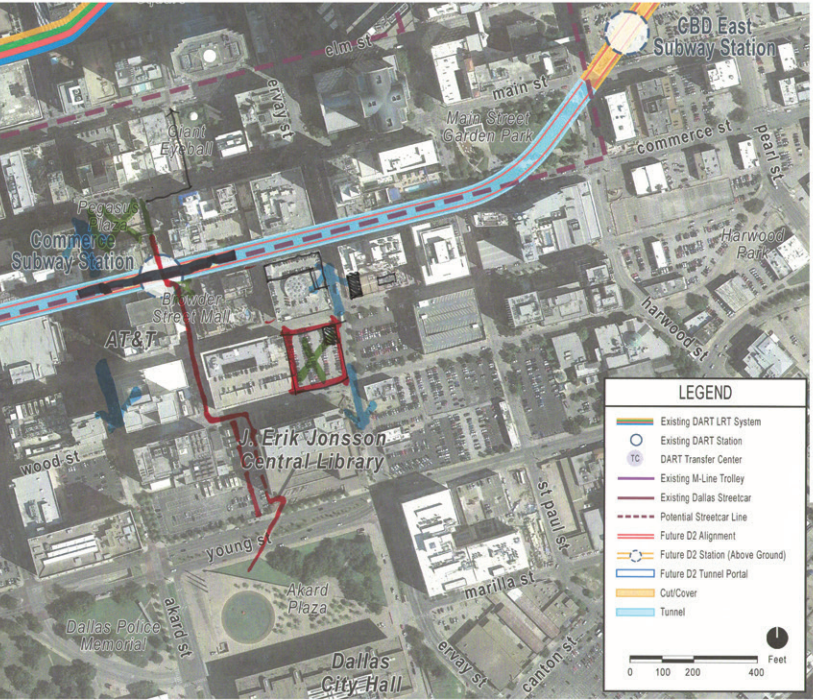 Square
elm st
CBD East
Subway Station
main st
ervay st
Main Street
Garden Park
commerce st
pearl st
Giant
Eyeball
Pegasus
Plaza
Commerce
Subway Station
Harwood
Park
Browder
Street Mall
AT&T
harwood st
wood st
J. Erik Jonsson
Central Library
young st
st paul st
marilla st
Akard
Plaza
akard st
Dallas Police
Memorial
ervay st
canton st
Dallas
City Hall
LEGEND
Existing DART LRT System
Existing DART Station
TC DART Transfer Center
Existing M-Line Trolley
Existing Dallas Streetcar
Potential Streetcar Line
Future D2 Alignment
Future D2 Station (Above Ground)
Future D2 Tunnel Portal
Cut/Cover
Tunnel
Feet
0 100 200 400